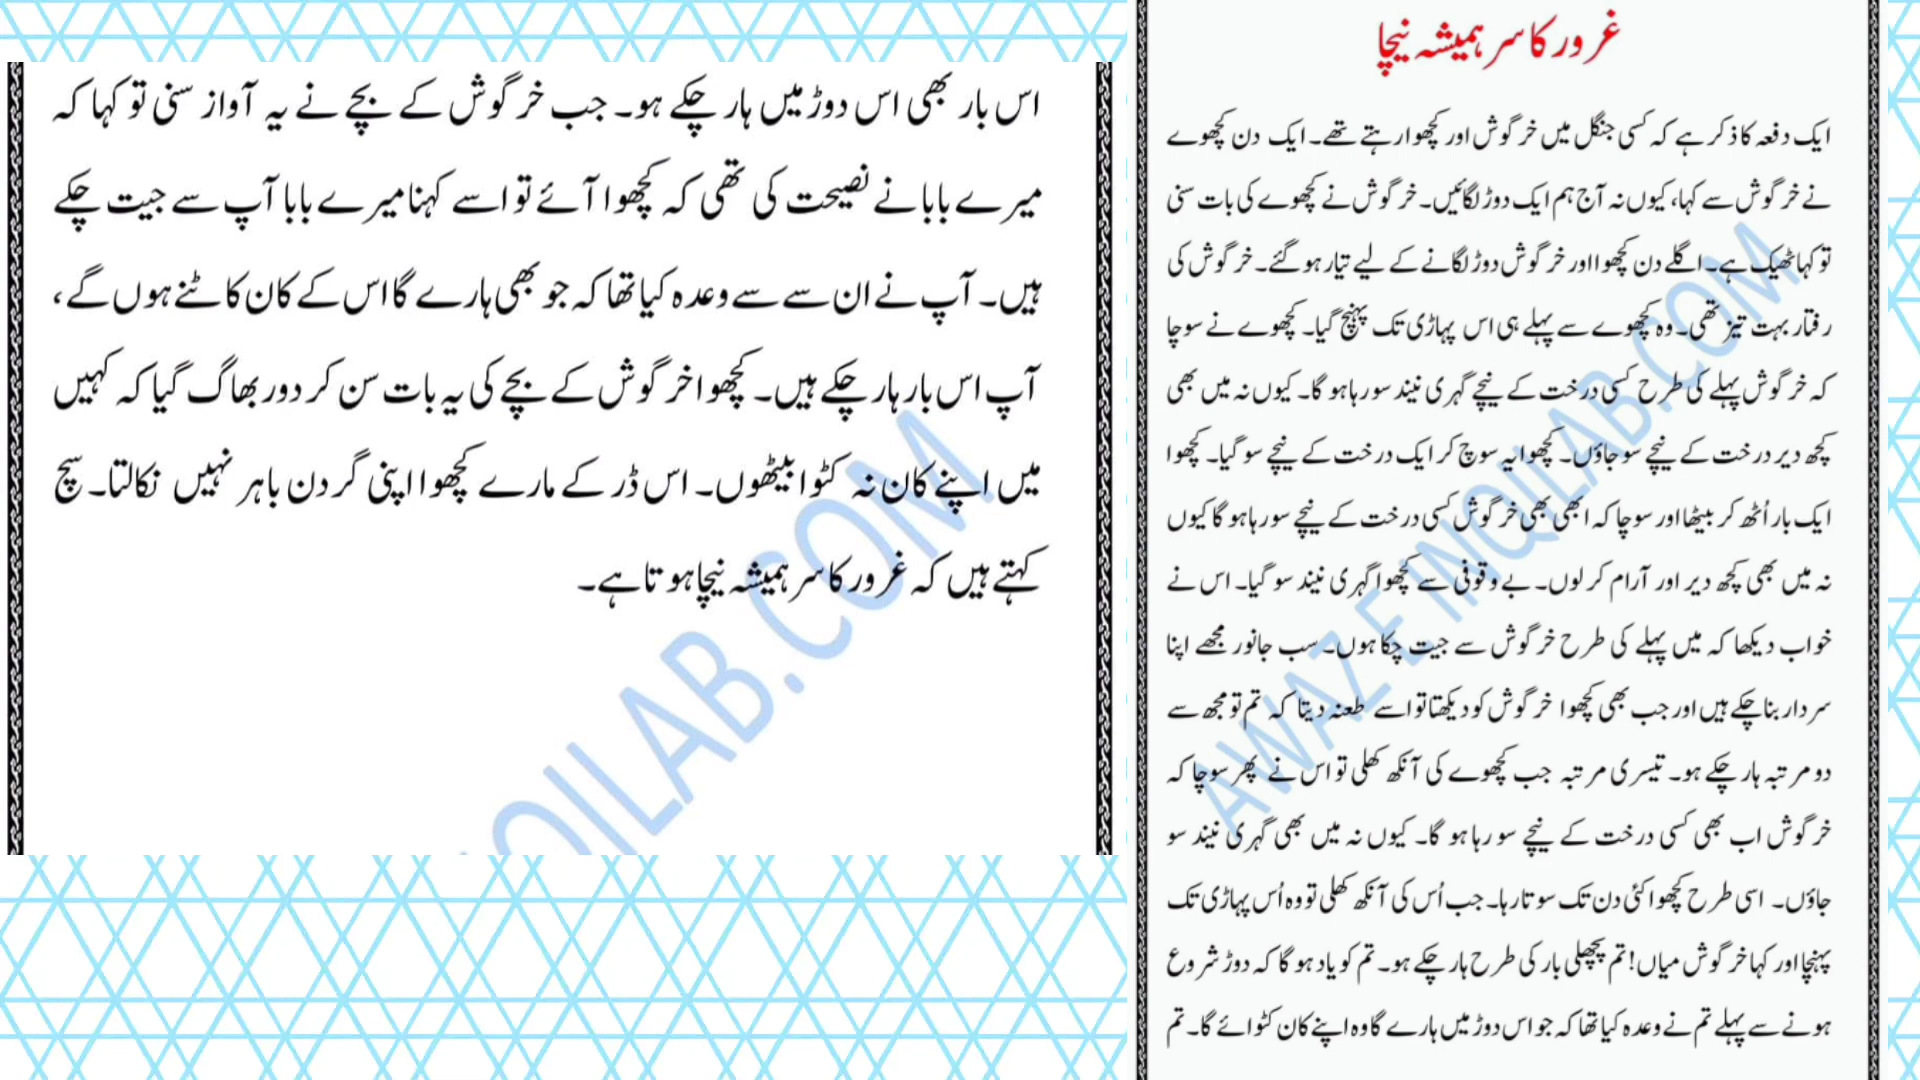 غرور کا سر ہمیشہ نیچا
ایک دفعہ کا ذکر ہے کہ کسی جنگل میں خرگوش اور کچھوا رہتے تھے۔ ایک دن کچھوے
نے خرگوش سے کہا، کیوں نہ آج ہم ایک دوڑ لگائیں۔ خرگوش نے کچھوے کی بات سنی
تو کہا ٹھیک ہے۔ اگلے دن کچھوا اور خرگوش دوڑ لگانے کے لیے تیار ہو گئے۔ خرگوش کی
رفتار بہت تیز تھی۔ وہ کچھوے سے پہلے ہی اس پہاڑی تک پہنچ گیا۔ کچھوے نے سوچا
کہ خرگوش پہلے کی طرح کسی درخت کے نیچے گہری نیند سو رہا ہو گا۔ کیوں نہ میں بھی
کچھ دیر درخت کے نیچے سو جاؤں۔ کچھوا یہ سوچ کر ایک درخت کے نیچے سو گیا۔ کچھوا
ایک بار اُٹھ کر بیٹھا اور سوچا کہ ابھی بھی خرگوش کسی درخت کے نیچے سو رہا ہو گا کیوں
نہ میں بھی کچھ دیر اور آرام کر لوں۔ بے وقوفی سے کچھوا گہری نیند سو گیا۔ اس نے
خواب دیکھا کہ میں پہلے کی طرح خرگوش سے جیت چکا ہوں۔ سب جانور مجھے اپنا
سردار بنا چکے ہیں اور جب بھی کچھوا خرگوش کو دیکھتا تو اسے طعنہ دیتا کہ تم تو مجھ سے
دو مرتبہ ہار چکے ہو۔ تیسری مرتبہ جب کچھوے کی آنکھ کھلی تو اس نے پھر سوچا کہ
خرگوش اب بھی کسی درخت کے نیچے سو رہا ہو گا۔ کیوں نہ میں بھی گہری نیند سو
جاؤں۔ اسی طرح کچھوا کئی دن تک سوتا رہا۔ جب اُس کی آنکھ کھلی تو وہ اُس پہاڑی تک
پہنچا اور کہا خرگوش میاں! تم پچھلی بار کی طرح ہار چکے ہو۔ تم کو یاد ہو گا کہ دوڑ شروع
ہونے سے پہلے تم نے وعدہ کیا تھا کہ جو اس دوڑ میں ہارے گا وہ اپنے کان کٹوائے گا۔ تم
اس بار بھی اس دوڑ میں ہار چکے ہو۔ جب خرگوش کے بچے نے یہ آواز سنی تو کہا کہ
میرے بابا نے نصیحت کی تھی کہ کچھوا آئے تو اسے کہنا میرے بابا آپ سے جیت چکے
ہیں۔ آپ نے ان سے سے وعدہ کیا تھا کہ جو بھی ہارے گا اس کے کان کاٹنے ہوں گے،
آپ اس بار ہار چکے ہیں۔ کچھوا خرگوش کے بچے کی یہ بات سن کر دور بھاگ گیا کہ کہیں
میں اپنے کان نہ کٹوا بیٹھوں۔ اس ڈر کے مارے کچھوا اپنی گردن باہر نہیں نکالتا۔ سچ
کہتے ہیں کہ غرور کا سر ہمیشہ نیچا ہوتا ہے۔
AWAZ E INQILAB.COM
QILAB.COM